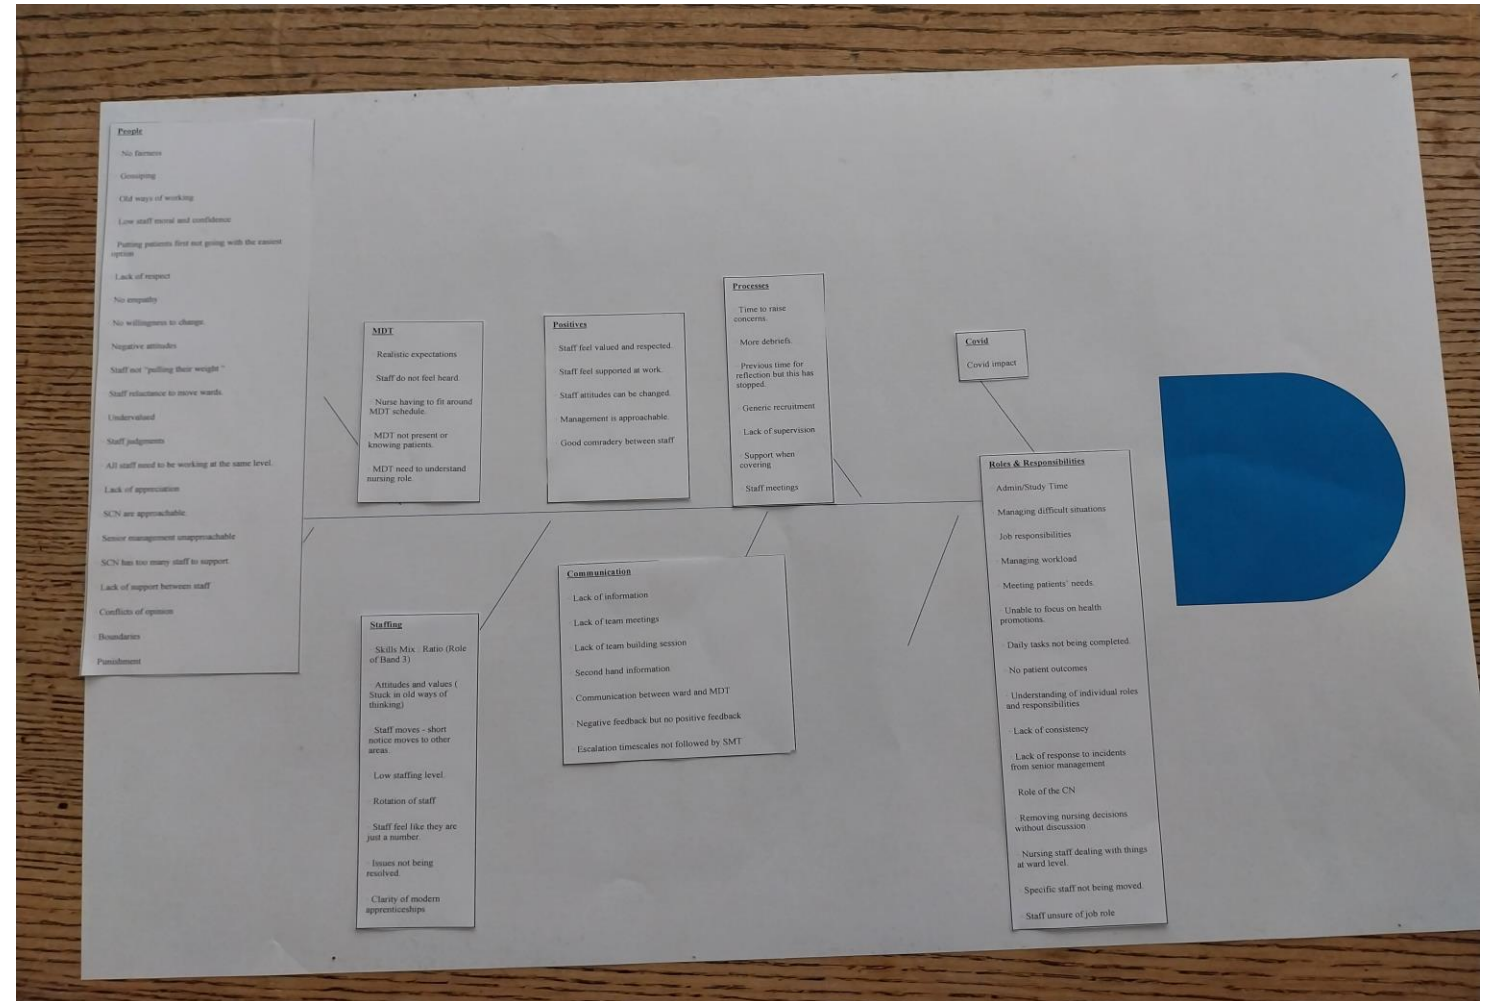 People
No fairness
Gossiping
Old ways of working
Low staff moral and confidence
Putting patients first not going with the easiest
option
Lack of respect
No empathy
No willingness to change.
Negative attitudes
Staff not "pulling their weight "
Staff reluctance to move wards.
Undervalued
Staff judgments
All staff need to be working at the same level.
Lack of appreciation
SCN are approachable.
Senior management unapproachable
SCN has too many staff to support.
Lack of support between staff
Conflicts of opinion
Boundaries
Punishment
MDT
Realistic expectations
Staff do not feel heard.
Nurse having to fit around
MDT schedule.
MDT not present or
knowing patients.
MDT need to understand
nursing role.
Positives
Staff feel valued and respected.
Staff feel supported at work.
Staff attitudes can be changed.
Management is approachable.
Good comradery between staff
Processes
Time to raise
concerns.
More debriefs.
Previous time for
reflection but this has
stopped.
Generic recruitment
Lack of supervision
Support when
covering
Staff meetings
Covid
Covid impact
Staffing
Skills Mix : Ratio (Role
of Band 3)
Attitudes and values (
Stuck in old ways of
thinking)
Staff moves - short
notice moves to other
areas.
Low staffing level.
Rotation of staff
Staff feel like they are
just a number.
Issues not being
resolved.
Clarity of modern
apprenticeships
Communication
Lack of information
Lack of team meetings
Lack of team building session
Second hand information
Communication between ward and MDT
Negative feedback but no positive feedback
Escalation timescales not followed by SMT
Roles & Responsibilities
Admin/Study Time
Managing difficult situations
Job responsibilities
Managing workload
Meeting patients' needs.
Unable to focus on health
promotions.
Daily tasks not being completed.
No patient outcomes
Understanding of individual roles
and responsibilities
Lack of consistency
Lack of response to incidents
from senior management
Role of the CN
Removing nursing decisions
without discussion
Nursing staff dealing with things
at ward level.
Specific staff not being moved.
Staff unsure of job role